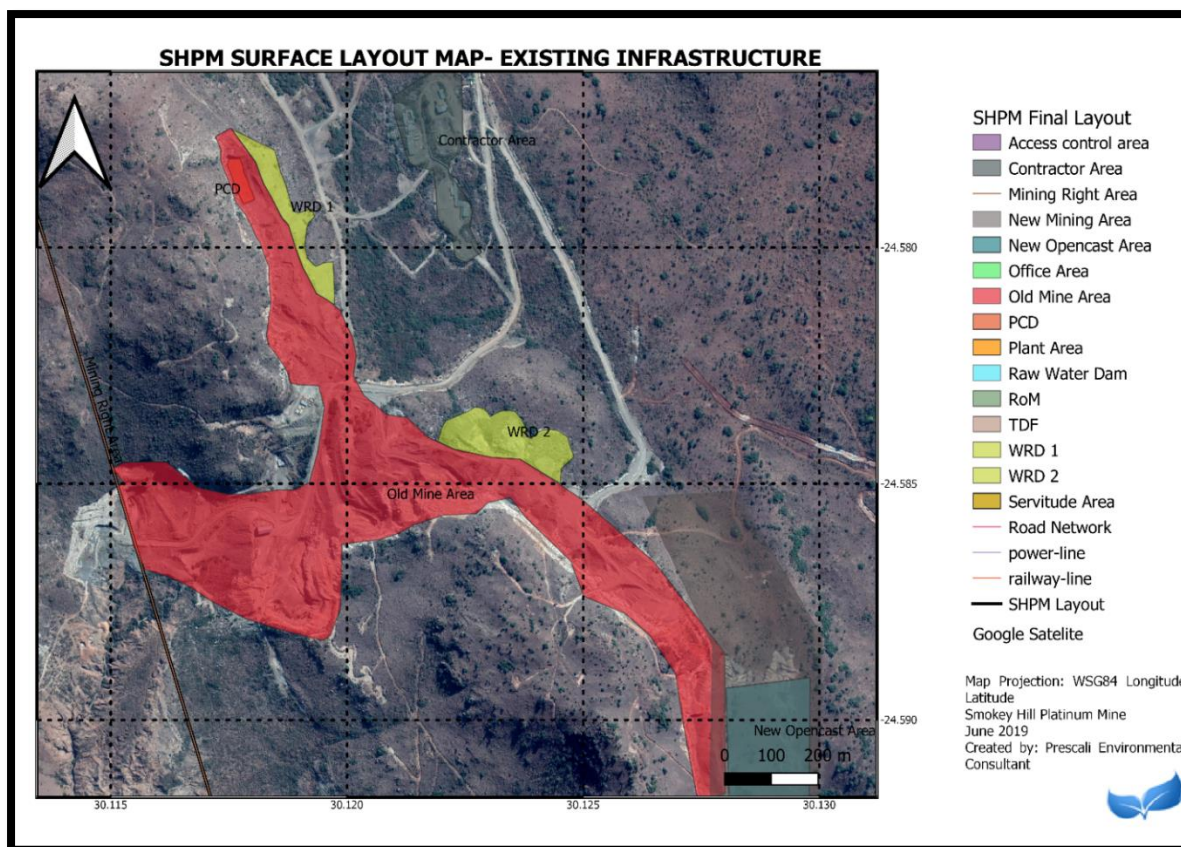 SHPM SURFACE LAYOUT MAP- EXISTING INFRASTRUCTURE
Contractor Area
PCD
WRD 1
-24.580
Mining Right Area
WRD 2
Old Mine Area
-24.585
New Opencast Area
-24.590
0 100 200 m
30.115 30.120 30.125 30.130
SHPM Final Layout
Access control area
Contractor Area
Mining Right Area
New Mining Area
New Opencast Area
Office Area
Old Mine Area
PCD
Plant Area
Raw Water Dam
RoM
TDF
WRD 1
WRD 2
Servitude Area
Road Network
power-line
railway-line
SHPM Layout
Google Satelite
Map Projection: WSG84 Longitude
Latitude
Smokey Hill Platinum Mine
June 2019
Created by: Prescali Environmenta
Consultant